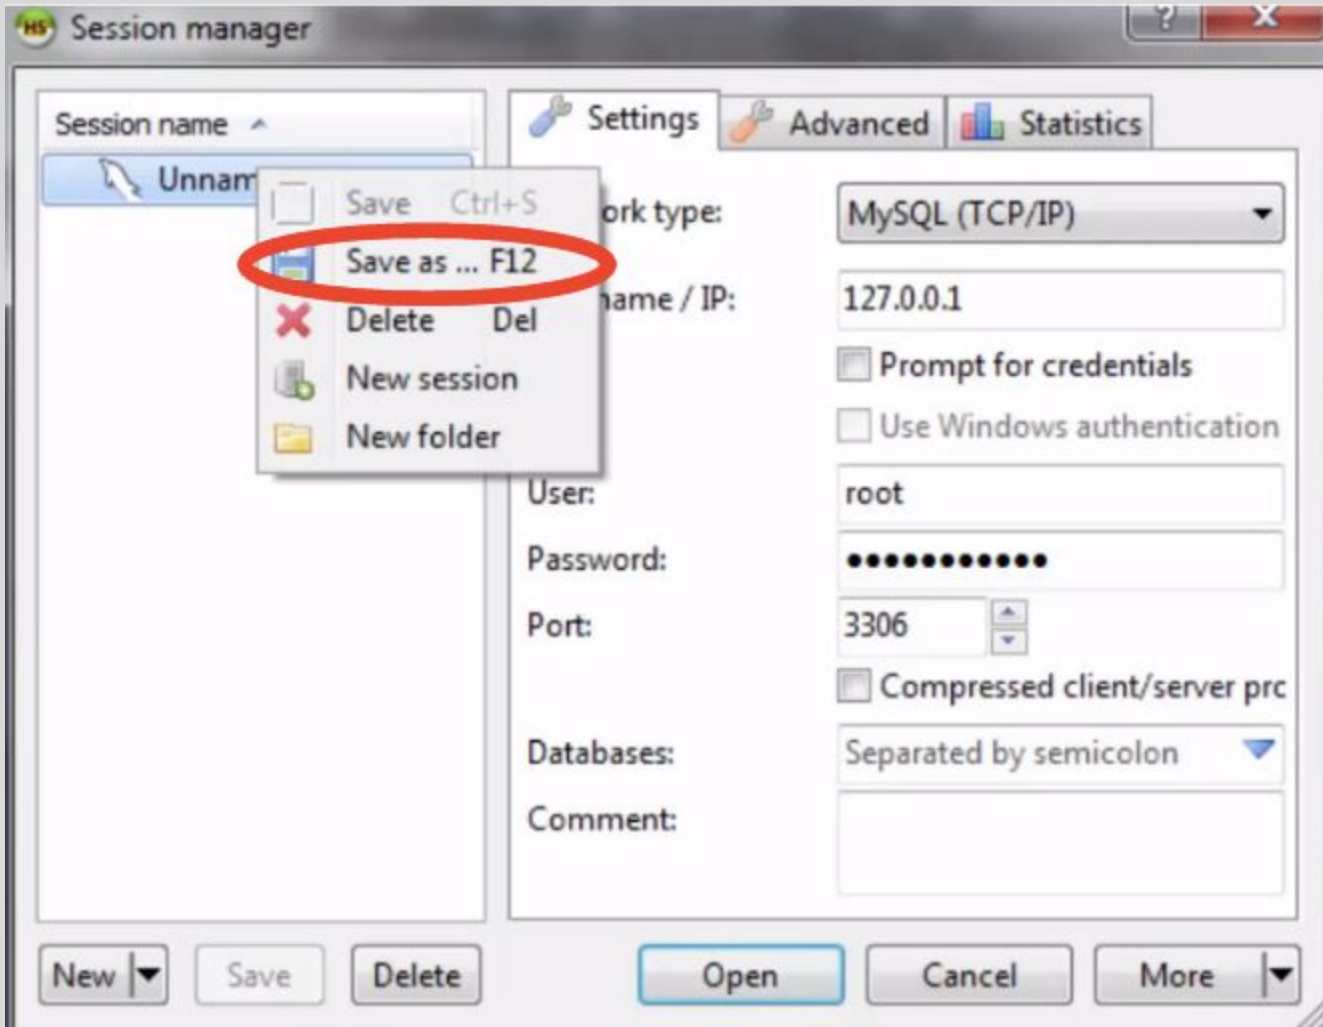 HS Session manager ? X
Session name
Settings Advanced Statistics
Unnam
Save Ctrl+S
Save as ... F12
Delete Del
New session
New folder
ork type: MySQL (TCP/IP)
name / IP: 127.0.0.1
Prompt for credentials
Use Windows authentication
User: root
Password: •••••••••••
Port: 3306
Compressed client/server prc
Databases: Separated by semicolon
Comment:
New Save Delete Open Cancel More